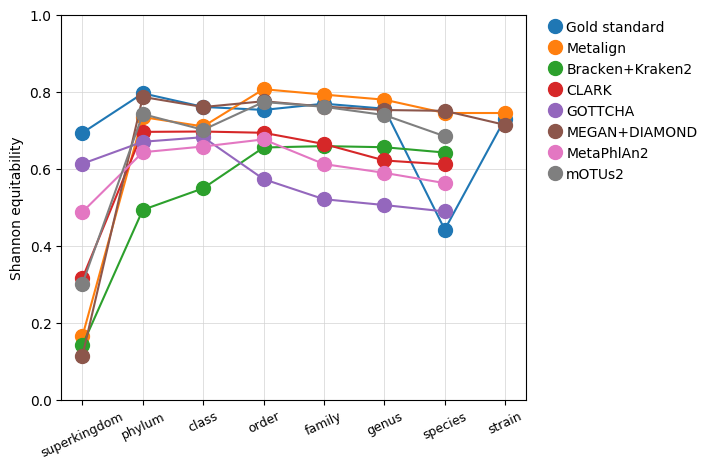 1.0
0.8
0.6
0.4
0.2
0.0
Shannon equitability
superkingdom
phylum
class
order
family
genus
species
strain
Gold standard
Metalign
Bracken+Kraken2
CLARK
GOTTCHA
MEGAN+DIAMOND
MetaPhlAn2
mOTUs2